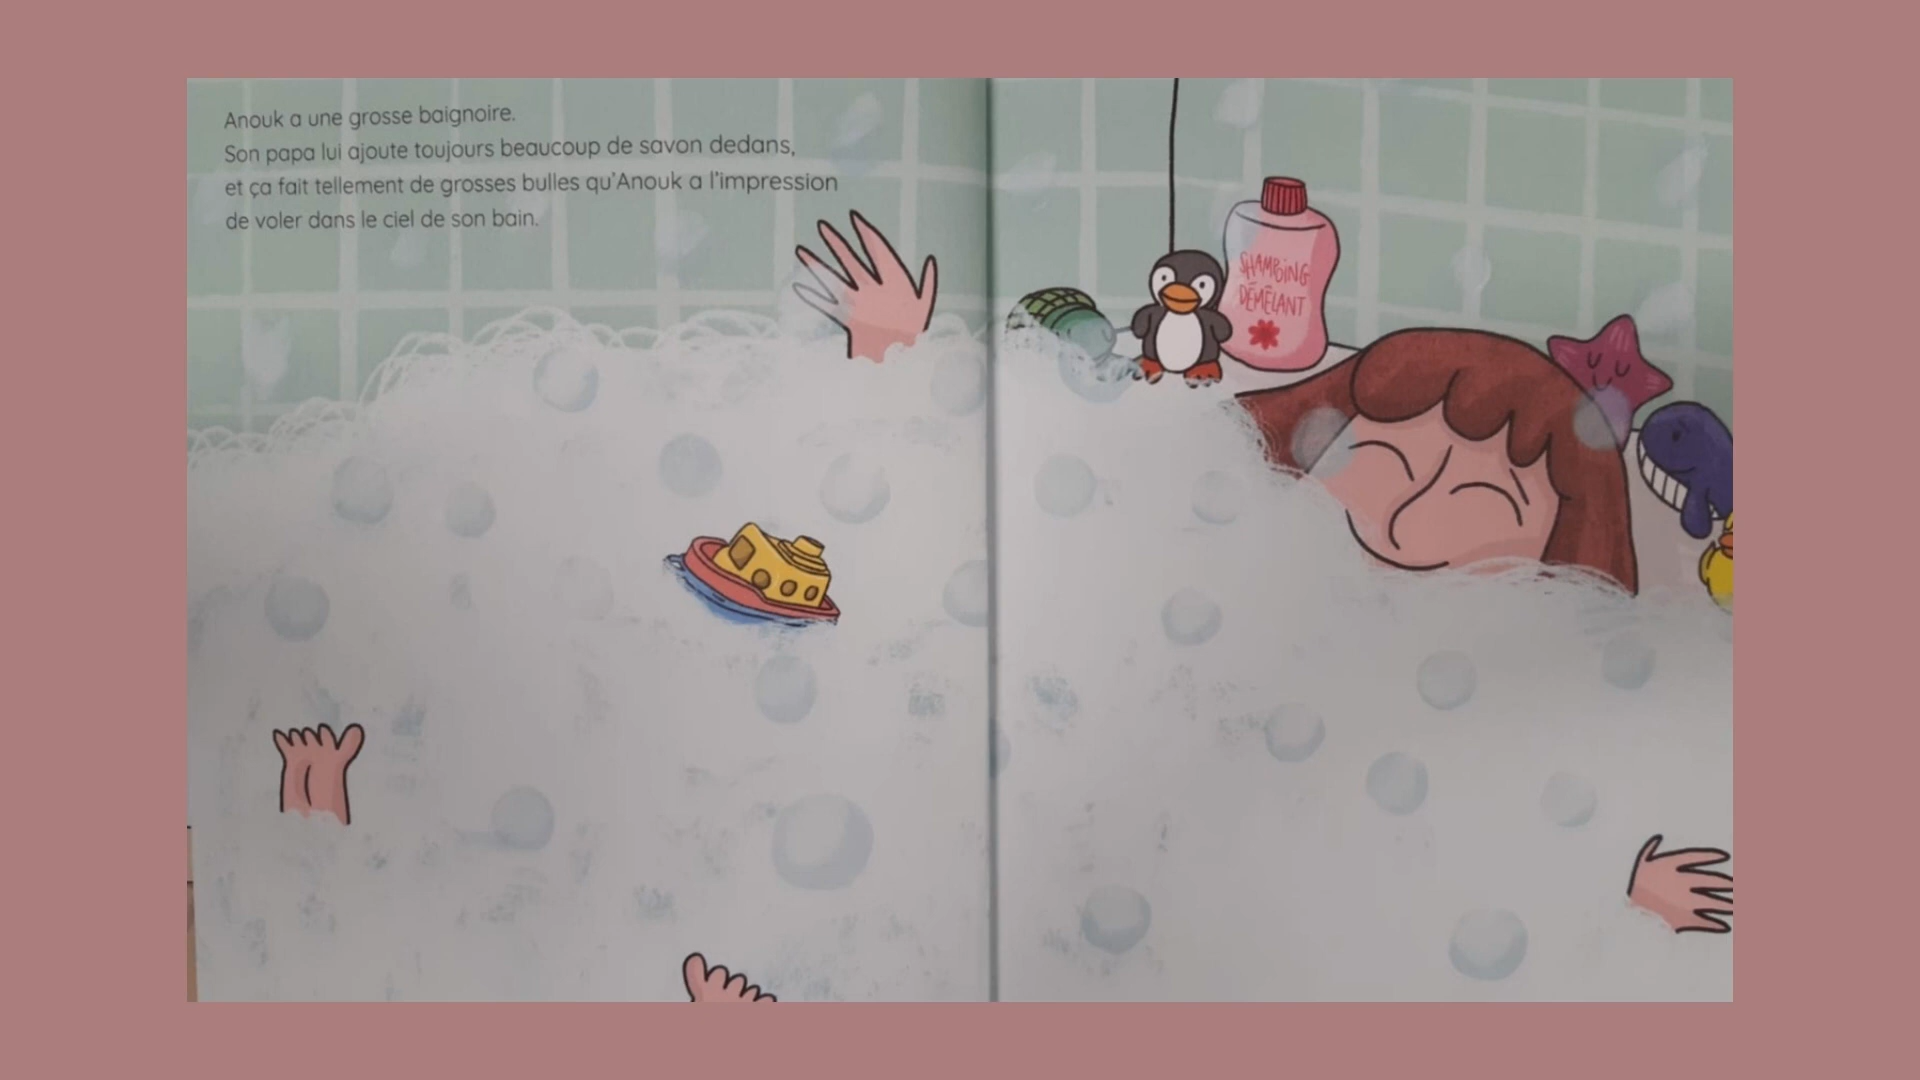 Anouk a une grosse baignoire.
Son papa lui ajoute toujours beaucoup de savon dedans,
et ça fait tellement de grosses bulles qu'Anouk a l'impression
de voler dans le ciel de son bain.
SHAMPOING
DÉMÊLANT